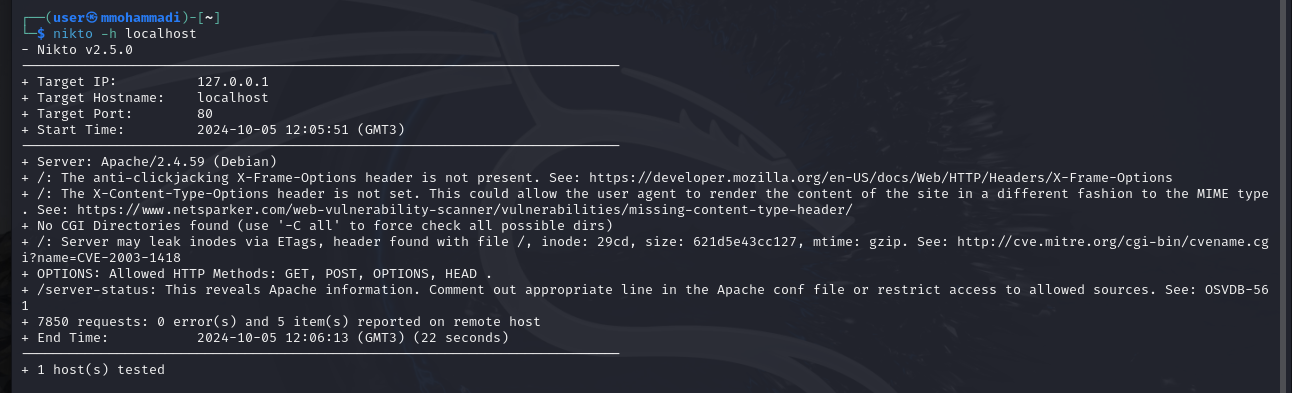 ┌──(user㉿mmohammadi)-[~]
└─$ nikto -h localhost
- Nikto v2.5.0
---------------------------------------------------------------------------
+ Target IP:          127.0.0.1
+ Target Hostname:    localhost
+ Target Port:        80
+ Start Time:         2024-10-05 12:05:51 (GMT3)
---------------------------------------------------------------------------
+ Server: Apache/2.4.59 (Debian)
+ /: The anti-clickjacking X-Frame-Options header is not present. See: https://developer.mozilla.org/en-US/docs/Web/HTTP/Headers/X-Frame-Options
+ /: The X-Content-Type-Options header is not set. This could allow the user agent to render the content of the site in a different fashion to the MIME type
. See: https://www.netsparker.com/web-vulnerability-scanner/vulnerabilities/missing-content-type-header/
+ No CGI Directories found (use '-C all' to force check all possible dirs)
+ /: Server may leak inodes via ETags, header found with file /, inode: 29cd, size: 621d5e43cc127, mtime: gzip. See: http://cve.mitre.org/cgi-bin/cvename.cg
i?name=CVE-2003-1418
+ OPTIONS: Allowed HTTP Methods: GET, POST, OPTIONS, HEAD .
+ /server-status: This reveals Apache information. Comment out appropriate line in the Apache conf file or restrict access to allowed sources. See: OSVDB-56
1
+ 7850 requests: 0 error(s) and 5 item(s) reported on remote host
+ End Time:           2024-10-05 12:06:13 (GMT3) (22 seconds)
---------------------------------------------------------------------------
+ 1 host(s) tested